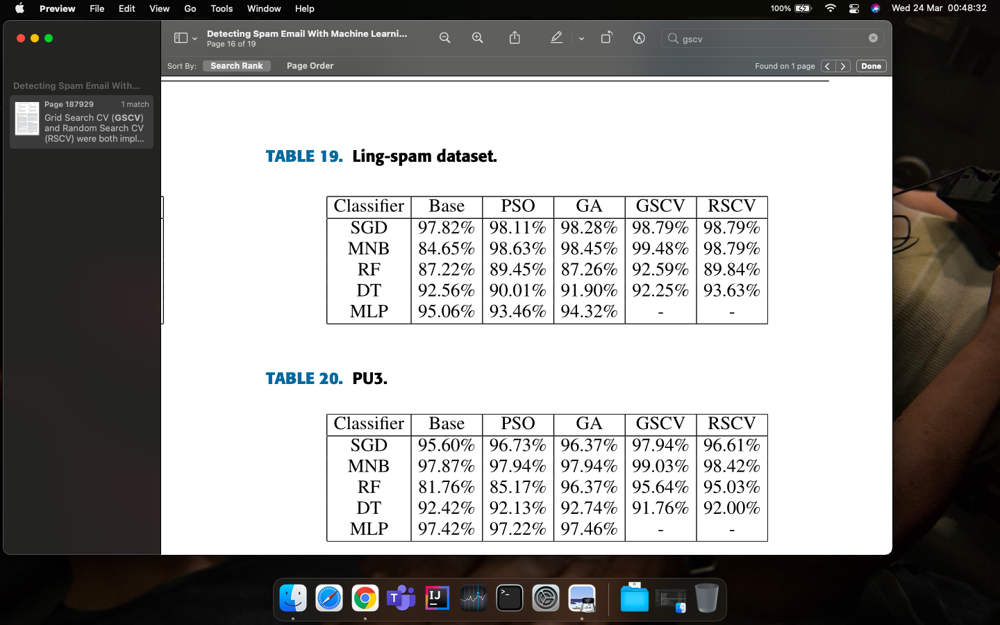 Preview File Edit View Go Tools Window Help 100% Wed 24 Mar 00:48:32
Detecting Spam Email With Machine Learni...
Page 16 of 19
gscv
Sort By: Search Rank Page Order Found on 1 page Done
Detecting Spam Email With...
Page 187929 1 match
Grid Search CV (GSCV)
and Random Search CV
(RSCV) were both impl...
TABLE 19. Ling-spam dataset.
Classifier Base PSO GA GSCV RSCV
SGD 97.82% 98.11% 98.28% 98.79% 98.79%
MNB 84.65% 98.63% 98.45% 99.48% 98.79%
RF 87.22% 89.45% 87.26% 92.59% 89.84%
DT 92.56% 90.01% 91.90% 92.25% 93.63%
MLP 95.06% 93.46% 94.32% - -
TABLE 20. PU3.
Classifier Base PSO GA GSCV RSCV
SGD 95.60% 96.73% 96.37% 97.94% 96.61%
MNB 97.87% 97.94% 97.94% 99.03% 98.42%
RF 81.76% 85.17% 96.37% 95.64% 95.03%
DT 92.42% 92.13% 92.74% 91.76% 92.00%
MLP 97.42% 97.22% 97.46% - -
T IJ >_